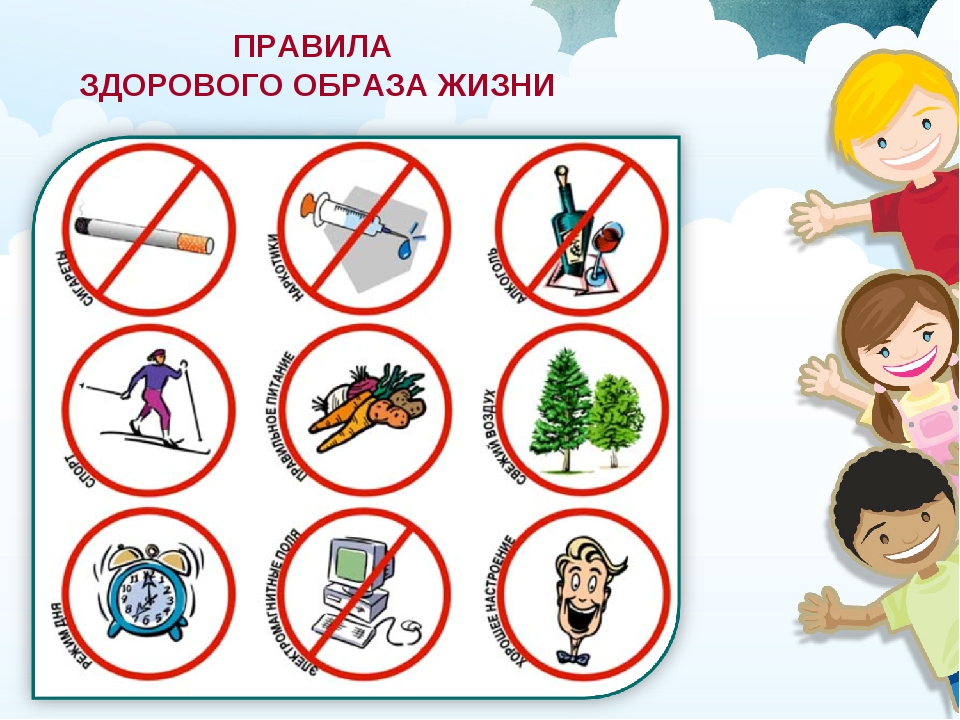 ПРАВИЛА
ЗДОРОВОГО ОБРАЗА ЖИЗНИ
СИГАРЕТЫ
НАРКОТИКИ
АЛКОГОЛЬ
СПОРТ
ПРАВИЛЬНОЕ ПИТАНИЕ
СВЕЖИЙ ВОЗДУХ
РЕЖИМ ДНЯ
ЭЛЕКТРОМАГНИТНЫЕ ПОЛЯ
ХОРОШЕЕ НАСТРОЕНИЕ